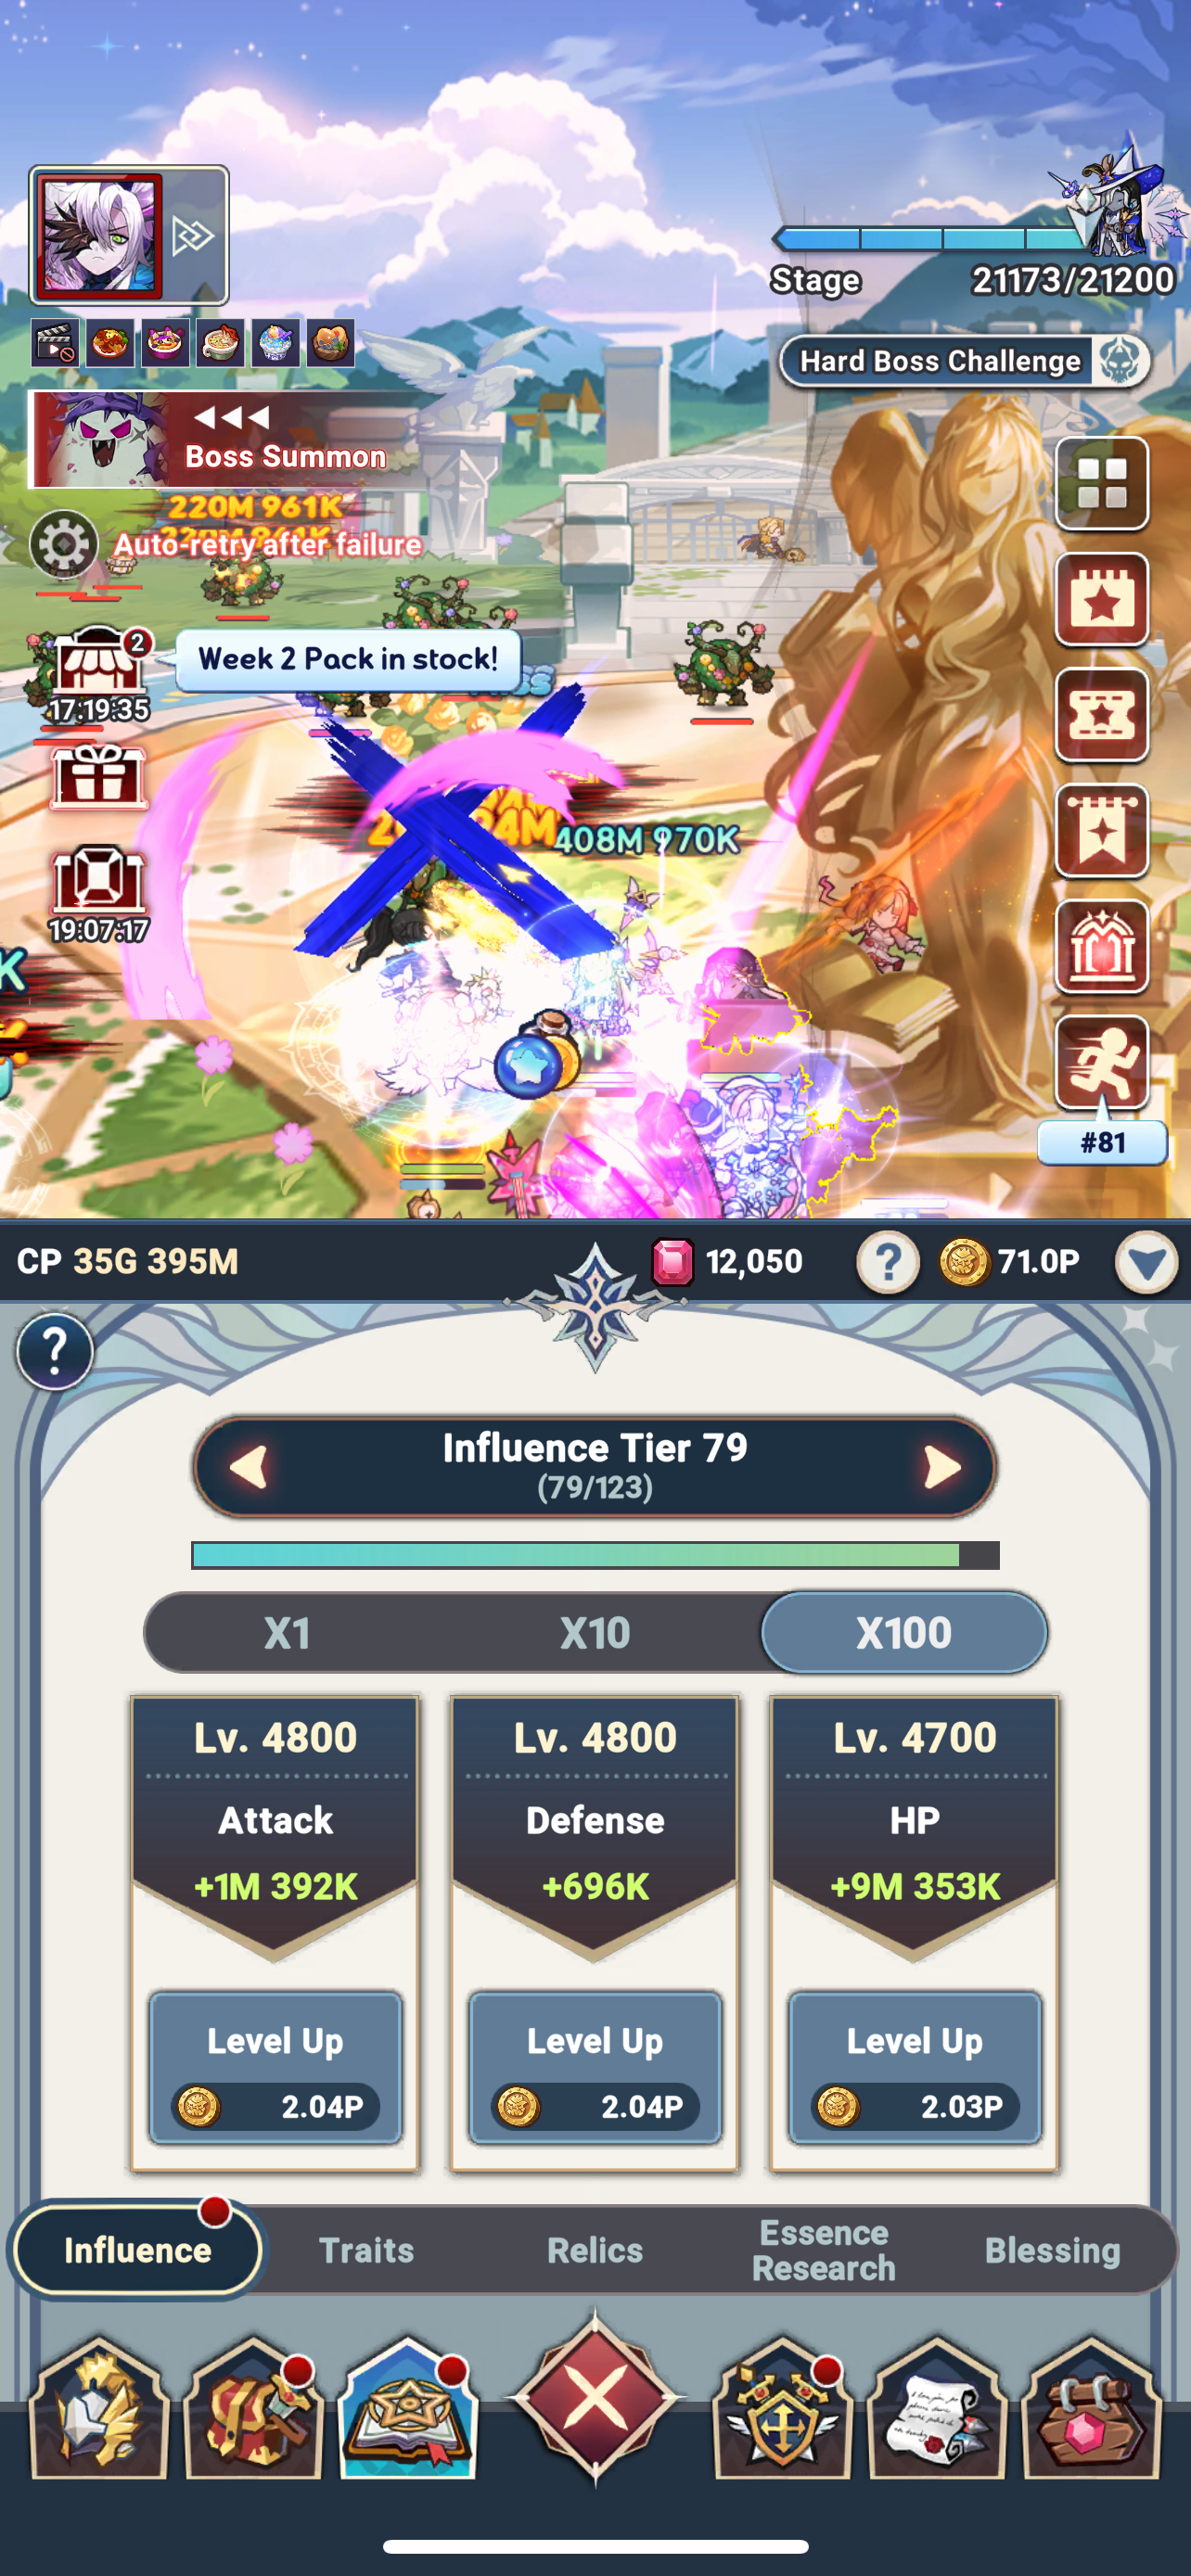 Stage 21173/21200
Hard Boss Challenge
Boss Summon
220M 961K
Auto-retry after failure
2
Week 2 Pack in stock!
17:19:35
408M 970K
19:07:17
K
#81
CP 35G 395M
12,050
?
71.0P
?
Influence Tier 79
(79/123)
X1 X10 X100
Lv. 4800 Lv. 4800 Lv. 4700
Attack Defense HP
+1M 392K +696K +9M 353K
Level Up Level Up Level Up
2.04P 2.04P 2.03P
Influence Traits Relics Essence Research Blessing